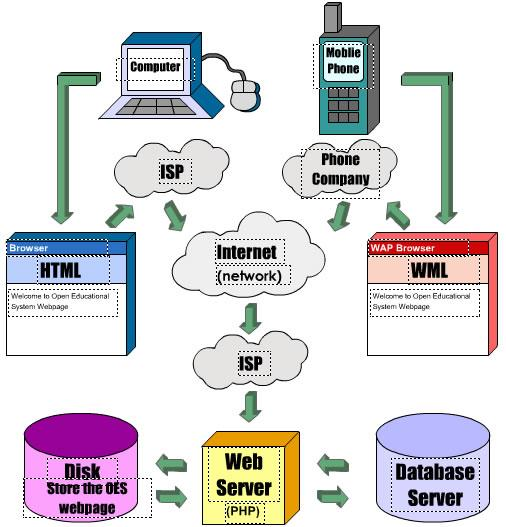 Computer
Moblie
Phone
ISP
Phone
Company
Browser
HTML
Welcome to Open Educational
System Webpage
Internet
(network)
WAP Browser
WML
Welcome to Open Educational
System Webpage
ISP
Disk
Store the OES
webpage
Web
Server
(PHP)
Database
Server